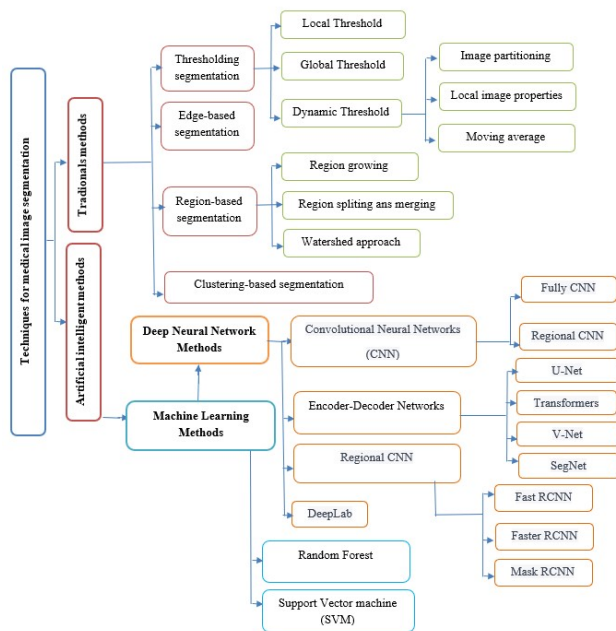 Techniques for medical image segmentation
Tradionals methods
Artificial intelligent methods
Thresholding
segmentation
Edge-based
segmentation
Region-based
segmentation
Clustering-based segmentation
Local Threshold
Global Threshold
Dynamic Threshold
Image partitioning
Local image properties
Moving average
Region growing
Region spliting ans merging
Watershed approach
Deep Neural Network
Methods
Machine Learning
Methods
Convolutional Neural Networks
(CNN)
Fully CNN
Regional CNN
Encoder-Decoder Networks
U-Net
Transformers
V-Net
SegNet
Regional CNN
Fast RCNN
Faster RCNN
Mask RCNN
DeepLab
Random Forest
Support Vector machine
(SVM)